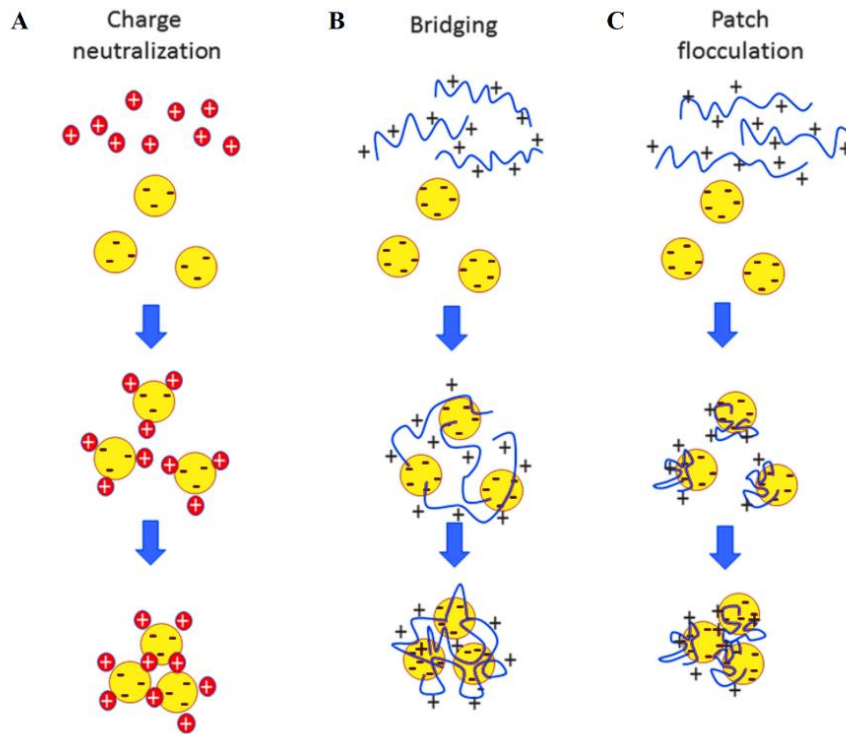 A
Charge
neutralization
B
Bridging
C
Patch
flocculation